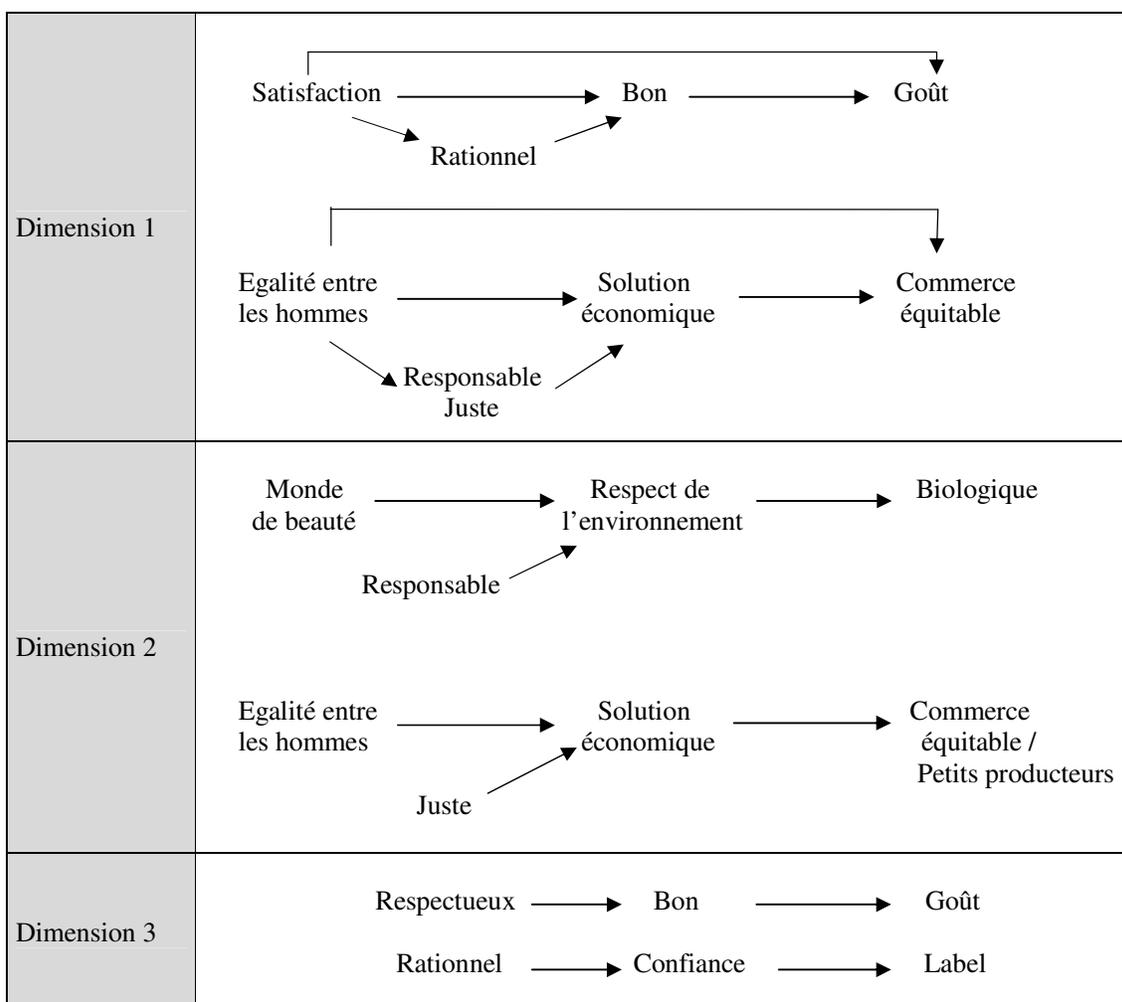 Dimension 1
Satisfaction Bon Goût
Rationnel
Egalité entre
les hommes
Solution
économique
Commerce
équitable
Responsable
Juste
Dimension 2
Monde
de beauté
Respect de
l’environnement
Biologique
Responsable
Egalité entre
les hommes
Solution
économique
Commerce
équitable /
Petits producteurs
Juste
Dimension 3
Respectueux Bon Goût
Rationnel Confiance Label